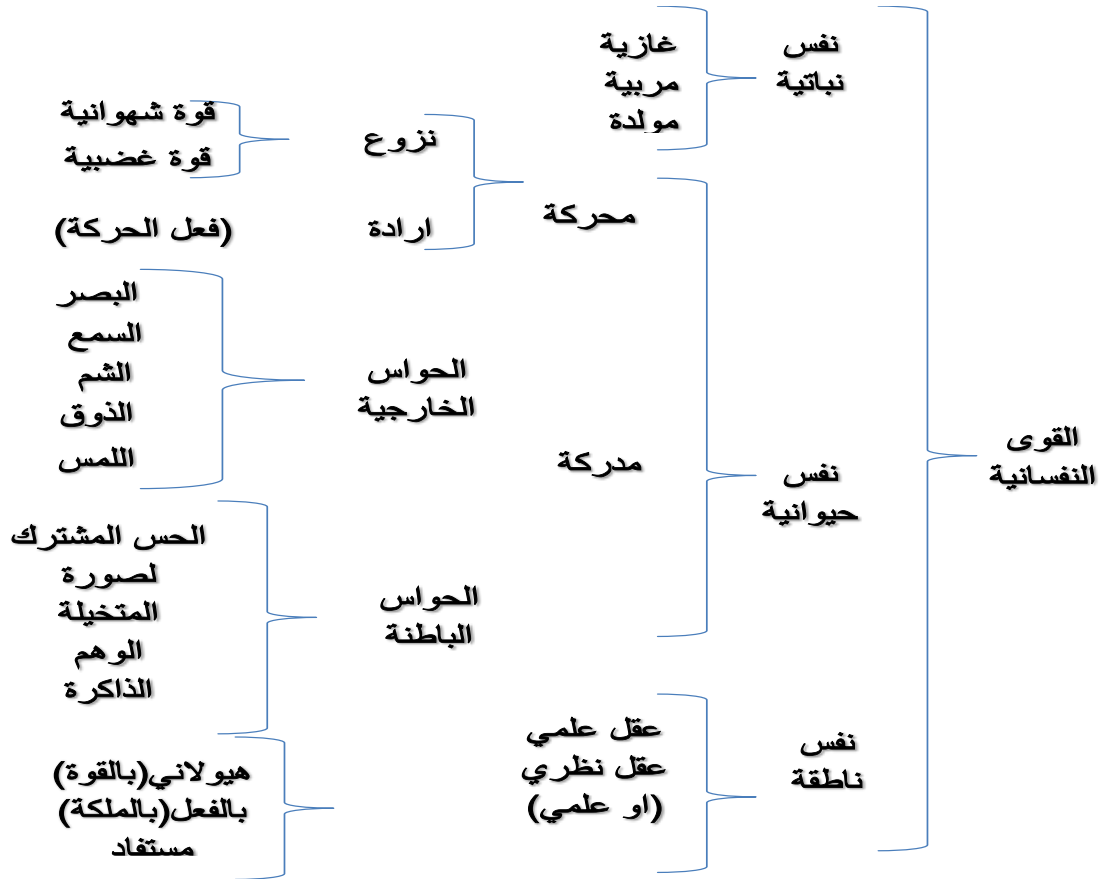 القوى
النفسانية
نفس
نباتية
غازية
مربية
مولدة
نفس
حيوانية
محركة
نزوع
قوة شهوانية
قوة غضبية
ارادة
(فعل الحركة)
مدركة
الحواس
الخارجية
البصر
السمع
الشم
الذوق
اللمس
الحواس
الباطنة
الحس المشترك
لصورة
المتخيلة
الوهم
الذاكرة
نفس
ناطقة
عقل علمي
عقل نظري
(او علمي)
هيولاني(بالقوة)
بالفعل(بالملكة)
مستفاد